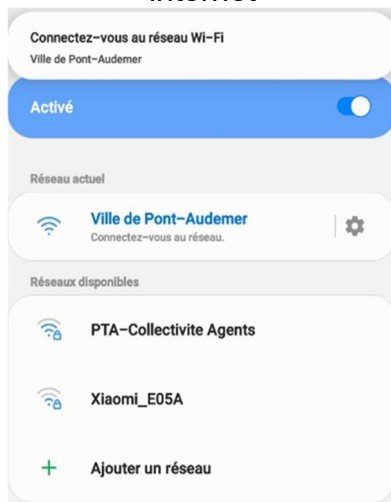 Connectez-vous au réseau Wi-Fi
Ville de Pont-Audemer
Activé
Réseau actuel
Ville de Pont-Audemer
Connectez-vous au réseau.
Réseaux disponibles
PTA-Collectivite Agents
Xiaomi_E05A
Ajouter un réseau